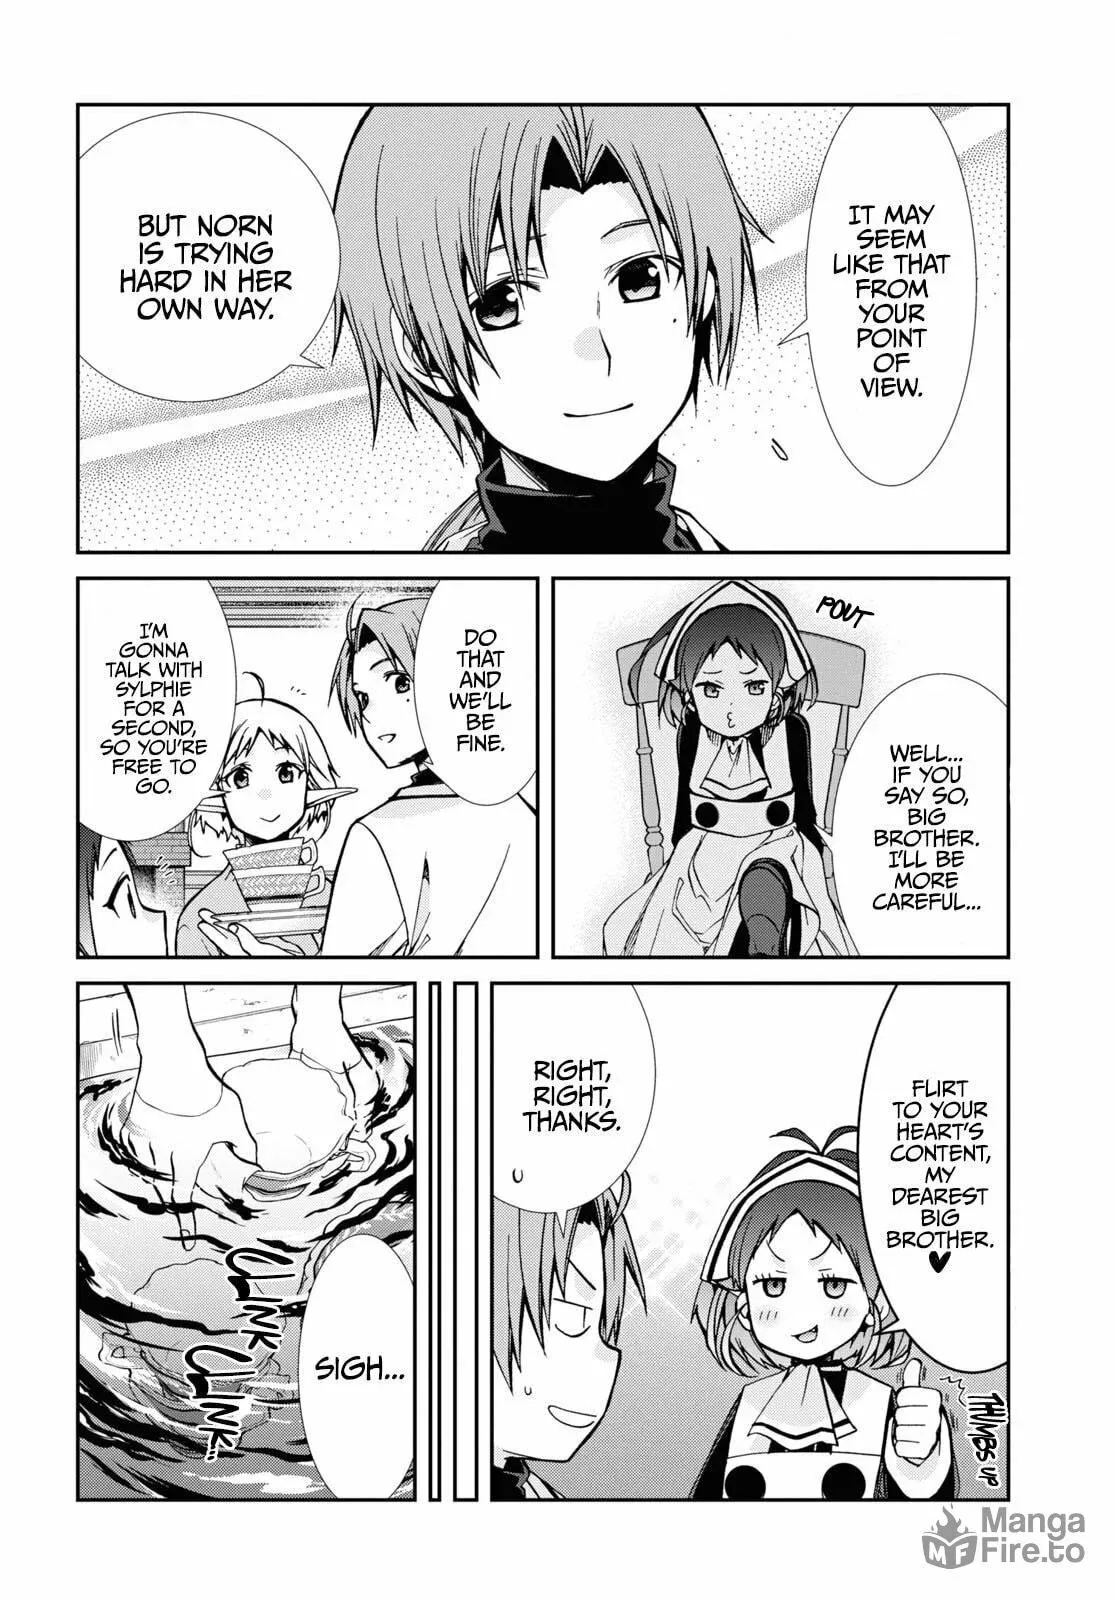 IT MAY
SEEM
LIKE THAT
FROM
YOUR
POINT
OF
VIEW.
BUT NORN
IS TRYING
HARD IN HER
OWN WAY.
POUT
WELL...
IF YOU
SAY SO,
BIG
BROTHER.
I'LL BE
MORE
CAREFUL...
DO
THAT AND
WE'LL
BE
FINE.
I'M
GONNA
TALK WITH
SYLPHIE
FOR A
SECOND,
SO YOU'RE
FREE TO
GO.
FLIRT
TO YOUR
HEART'S
CONTENT,
MY
DEAREST
BIG
BROTHER.
THUMBS UP
RIGHT,
RIGHT,
THANKS.
SIGH...
CLINK
CLINK...
Manga
Fire.to
MF